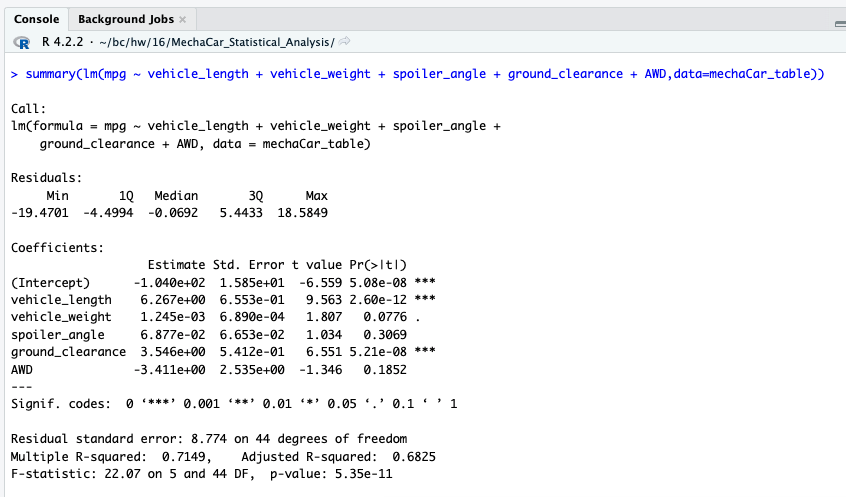 Console Background Jobs ×
R R 4.2.2 · ~/bc/hw/16/MechaCar_Statistical_Analysis/
> summary(lm(mpg ~ vehicle_length + vehicle_weight + spoiler_angle + ground_clearance + AWD,data=mechaCar_table))
Call:
lm(formula = mpg ~ vehicle_length + vehicle_weight + spoiler_angle +
    ground_clearance + AWD, data = mechaCar_table)
Residuals:
     Min       1Q   Median       3Q      Max
-19.4701  -4.4994  -0.0692   5.4433  18.5849
Coefficients:
                   Estimate Std. Error t value Pr(>|t|)
(Intercept)      -1.040e+02  1.585e+01  -6.559 5.08e-08 ***
vehicle_length    6.267e+00  6.553e-01   9.563 2.60e-12 ***
vehicle_weight    1.245e-03  6.890e-04   1.807   0.0776 .
spoiler_angle     6.877e-02  6.653e-02   1.034   0.3069
ground_clearance  3.546e+00  5.412e-01   6.551 5.21e-08 ***
AWD              -3.411e+00  2.535e+00  -1.346   0.1852
---
Signif. codes:  0 ‘***’ 0.001 ‘**’ 0.01 ‘*’ 0.05 ‘.’ 0.1 ‘ ’ 1
Residual standard error: 8.774 on 44 degrees of freedom
Multiple R-squared:  0.7149,    Adjusted R-squared:  0.6825
F-statistic: 22.07 on 5 and 44 DF,  p-value: 5.35e-11